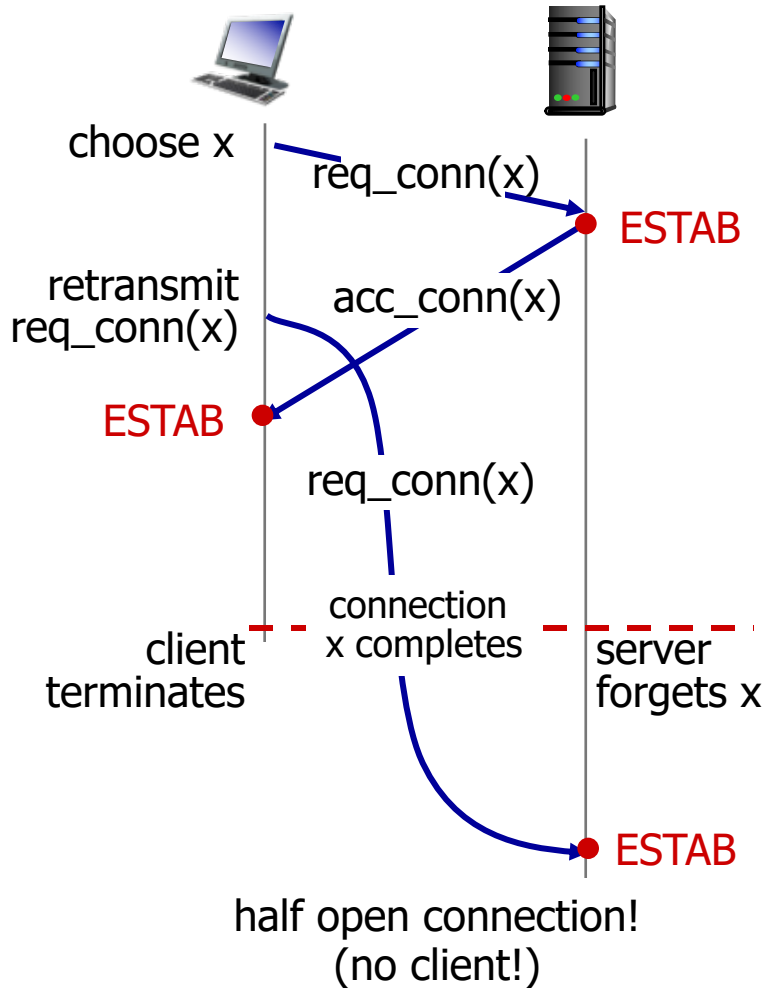 choose x
req_conn(x)
ESTAB
retransmit
req_conn(x)
acc_conn(x)
ESTAB
req_conn(x)
connection
x completes
client
terminates
server
forgets x
ESTAB
half open connection!
(no client!)